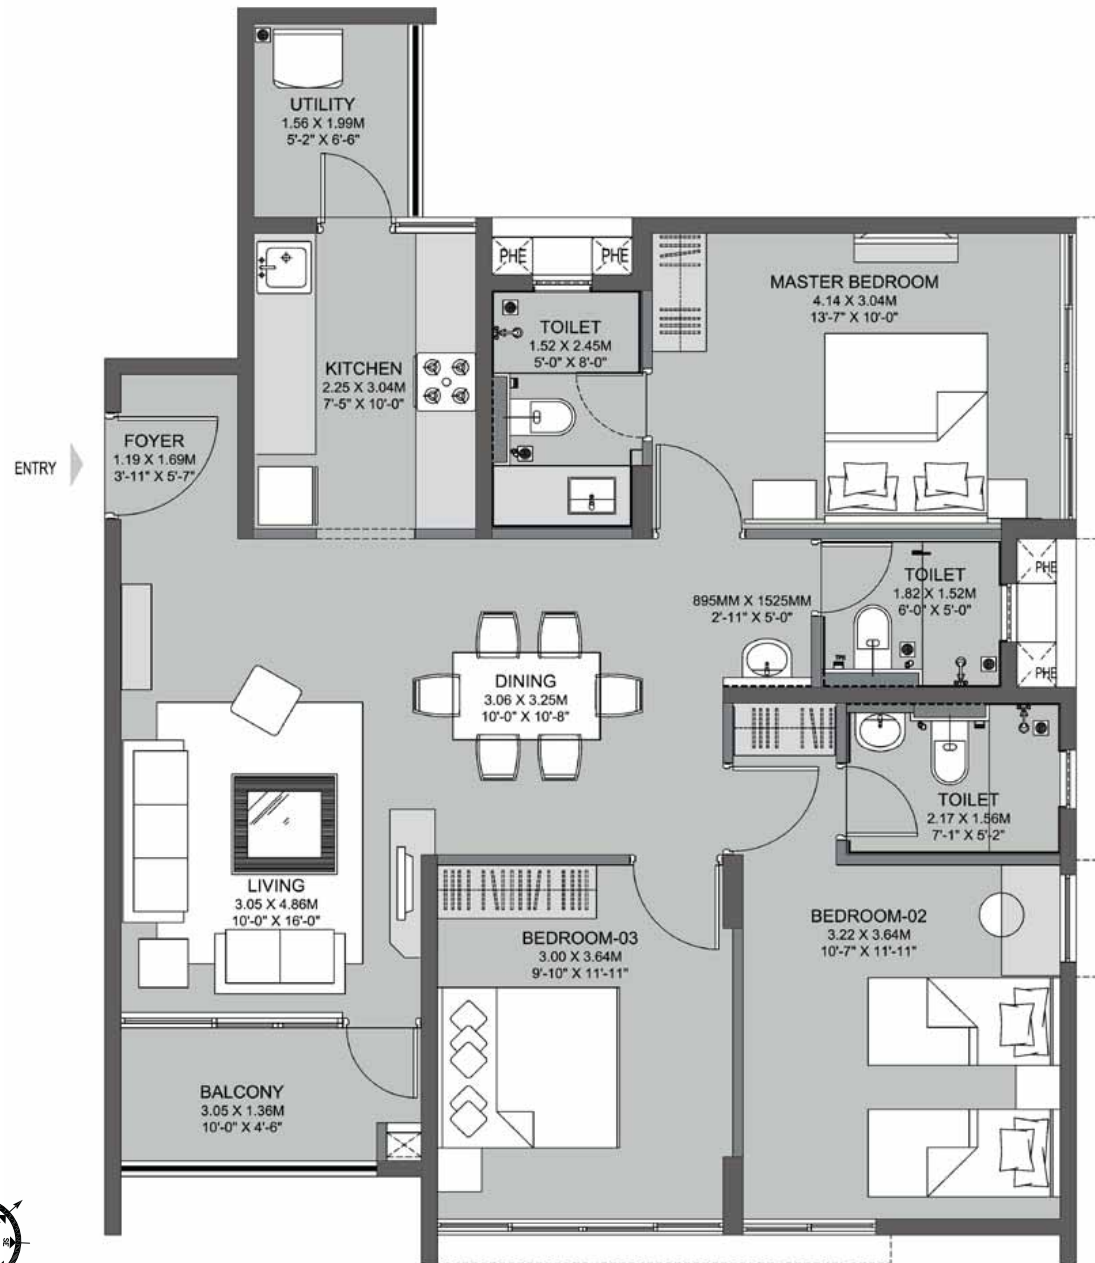 UTILITY
1.56 X 1.99M
5'-2" X 6'-6"
PHE
PHE
MASTER BEDROOM
4.14 X 3.04M
13'-7" X 10'-0"
TOILET
1.52 X 2.45M
5'-0" X 8'-0"
KITCHEN
2.25 X 3.04M
7'-5" X 10'-0"
FOYER
1.19 X 1.69M
3'-11" X 5'-7"
ENTRY
TOILET
1.82 X 1.52M
6'-0" X 5'-0"
PHE
895MM X 1525MM
2'-11" X 5'-0"
PHE
DINING
3.06 X 3.25M
10'-0" X 10'-8"
TOILET
2.17 X 1.56M
7'-1" X 5'-2"
LIVING
3.05 X 4.86M
10'-0" X 16'-0"
BEDROOM-03
3.00 X 3.64M
9'-10" X 11'-11"
BEDROOM-02
3.22 X 3.64M
10'-7" X 11'-11"
BALCONY
3.05 X 1.36M
10'-0" X 4'-6"